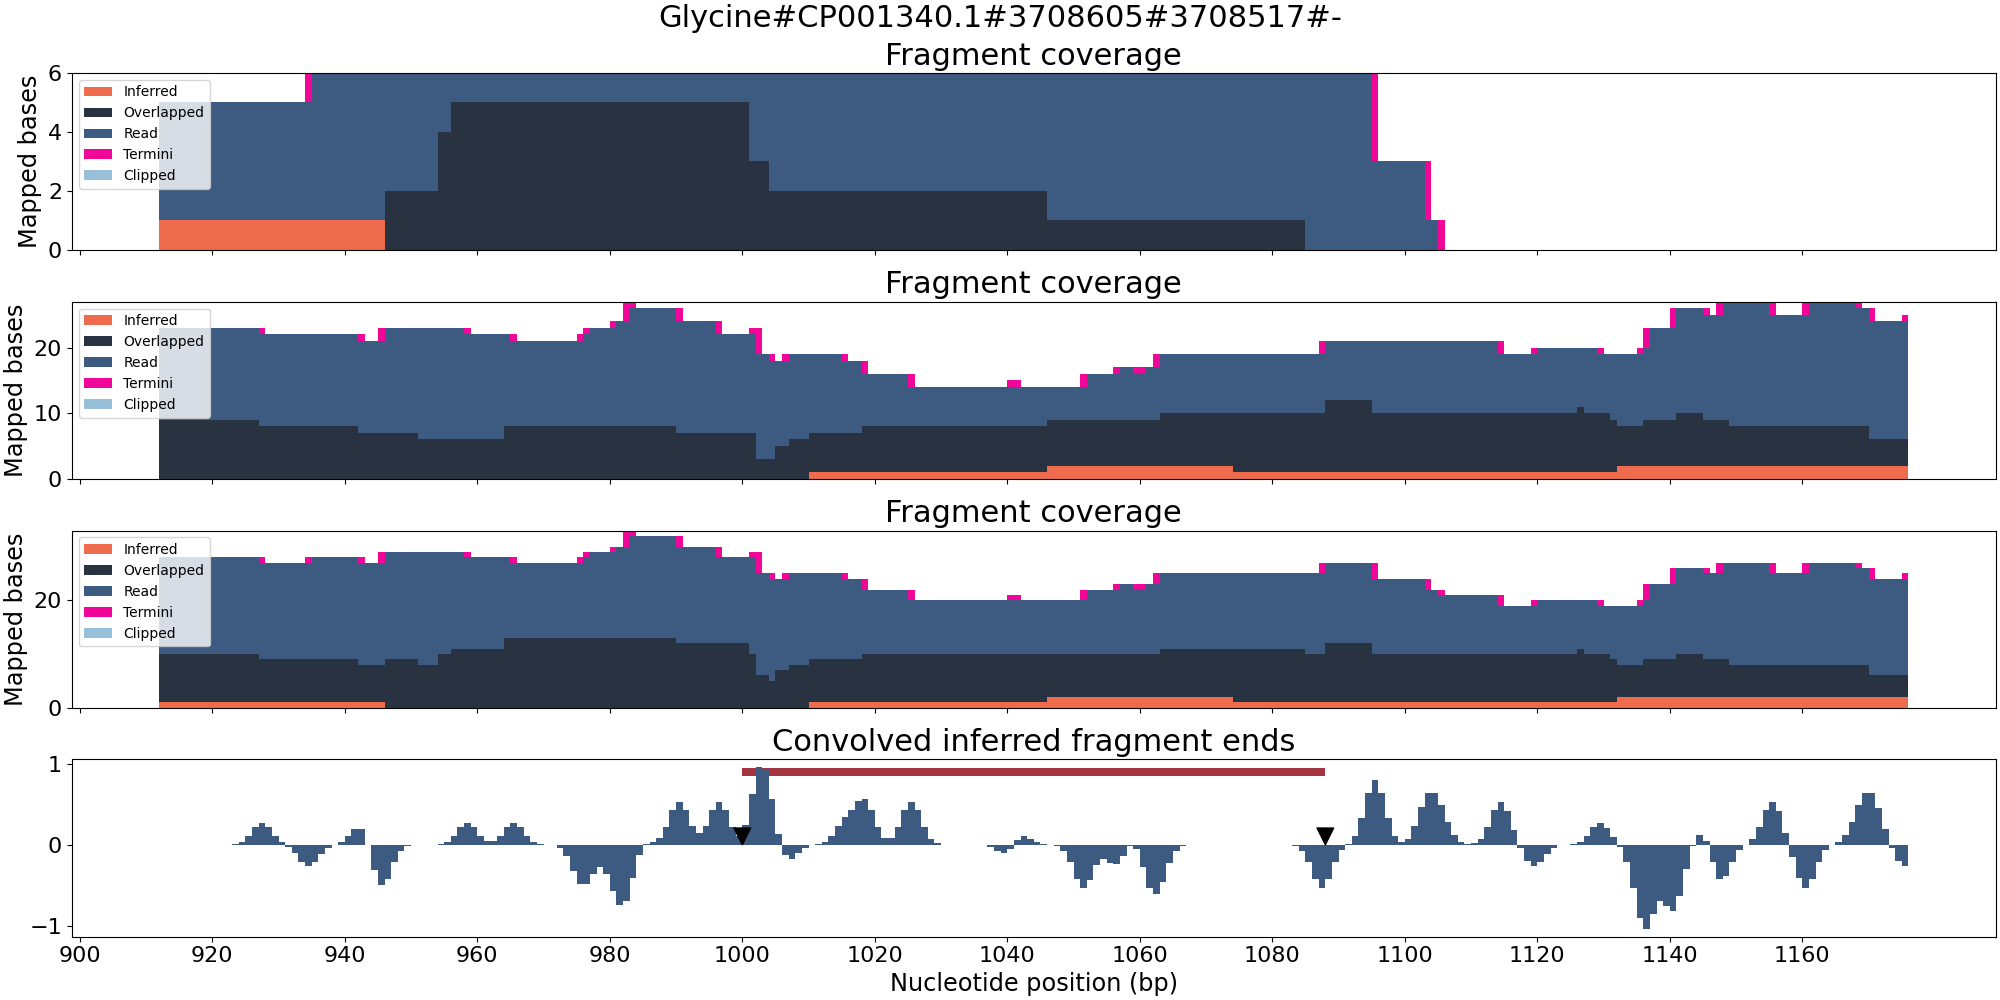 Glycine#CP001340.1#3708605#3708517#-
Fragment coverage
Mapped bases
6
4
2
0
Inferred
Overlapped
Read
Termini
Clipped
Fragment coverage
Mapped bases
20
10
0
Inferred
Overlapped
Read
Termini
Clipped
Fragment coverage
Mapped bases
20
0
Inferred
Overlapped
Read
Termini
Clipped
Convolved inferred fragment ends
1
0
−1
900 920 940 960 980 1000 1020 1040 1060 1080 1100 1120 1140 1160
Nucleotide position (bp)